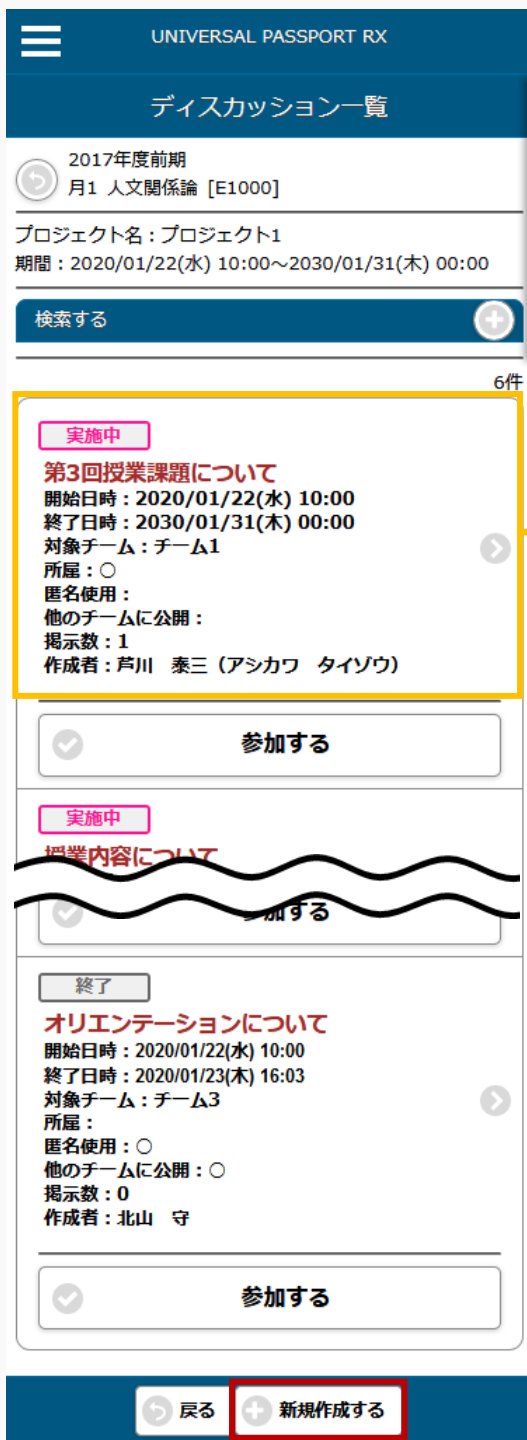 UNIVERSAL PASSPORT RX
ディスカッション一覧
2017年度前期
月1 人文関係論 [E1000]
プロジェクト名：プロジェクト1
期間：2020/01/22(水) 10:00～2030/01/31(木) 00:00
検索する
6件
実施中
第3回授業課題について
開始日時：2020/01/22(水) 10:00
終了日時：2030/01/31(木) 00:00
対象チーム：チーム1
所属：○
匿名使用：
他のチームに公開：
掲示数：1
作成者：芦川　泰三（アシカワ　タイゾウ）
参加する
実施中
授業内容について
参加する
終了
オリエンテーションについて
開始日時：2020/01/22(水) 10:00
終了日時：2020/01/23(木) 16:03
対象チーム：チーム3
所属：
匿名使用：○
他のチームに公開：○
掲示数：0
作成者：北山　守
参加する
戻る
新規作成する